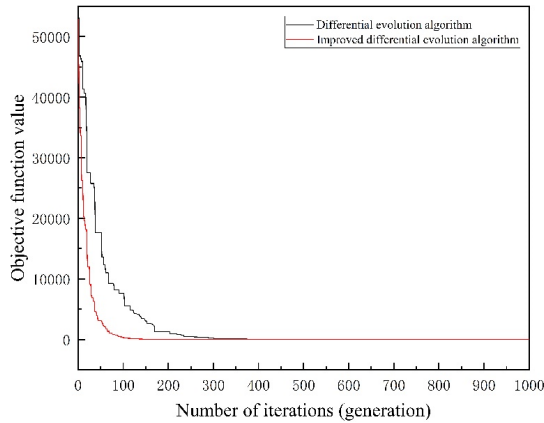 50000
40000
30000
20000
10000
0
Objective function value
Differential evolution algorithm
Improved differential evolution algorithm
0 100 200 300 400 500 600 700 800 900 1000
Number of iterations (generation)